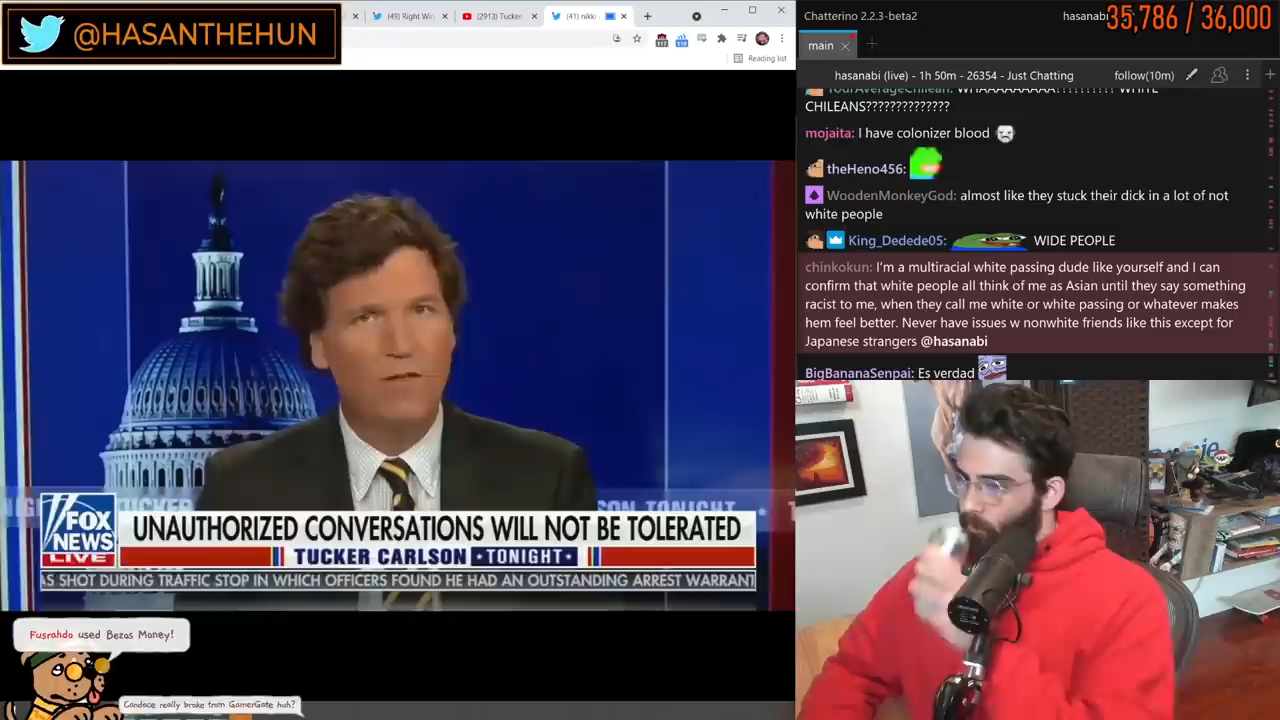 @HASANTHEHUN
(49) Right Win
(2913) Tucker
(41) nikki
Reading list
117
118
Chatterino 2.2.3-beta2
hasanabi
35,786 / 36,000
main
hasanabi (live) - 1h 50m - 26354 - Just Chatting
follow(10m)
YourAverageChilean: WHAAAAAAAAA?????????? WHITE
CHILEANS??????????????
mojaita: I have colonizer blood
theHeno456:
WoodenMonkeyGod: almost like they stuck their dick in a lot of not
white people
King_Dedede05: WIDE PEOPLE
chinkokun: I'm a multiracial white passing dude like yourself and I can
confirm that white people all think of me as Asian until they say something
racist to me, when they call me white or white passing or whatever makes
hem feel better. Never have issues w nonwhite friends like this except for
Japanese strangers @hasanabi
BigBananaSenpai: Es verdad
FOX
NEWS
LIVE
UNAUTHORIZED CONVERSATIONS WILL NOT BE TOLERATED
TUCKER CARLSON TONIGHT
AS SHOT DURING TRAFFIC STOP IN WHICH OFFICERS FOUND HE HAD AN OUTSTANDING ARREST WARRANT
Fusrahdo used Bezos Money!
Candace really broke from GamerGate huh?